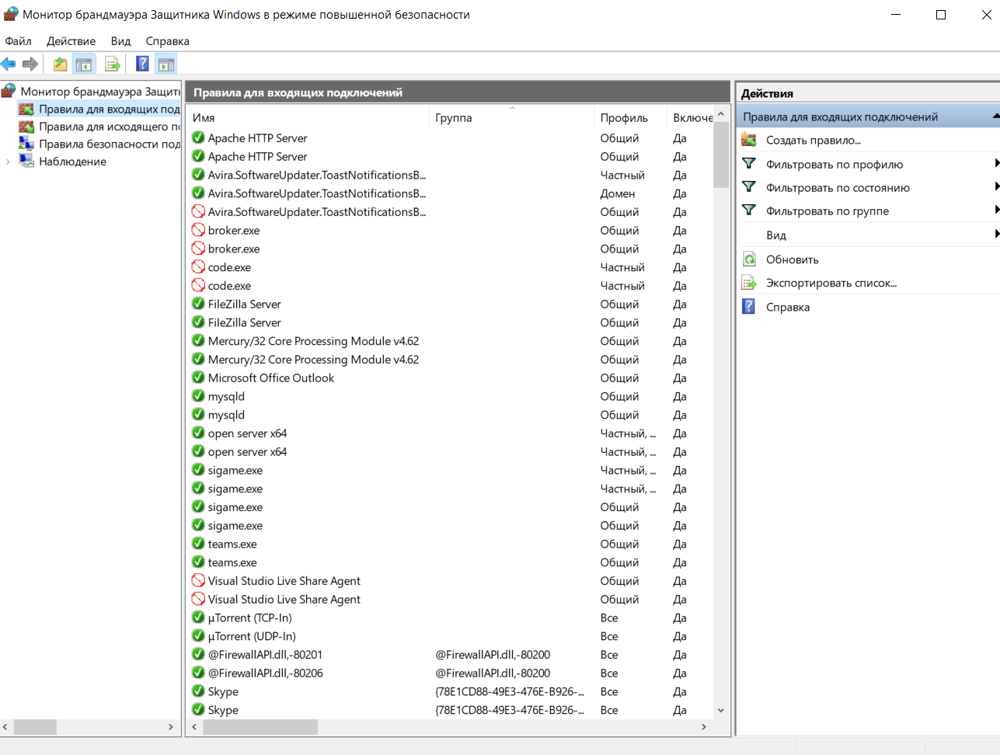 Монитор брандмауэра Защитника Windows в режиме повышенной безопасности
Файл Действие Вид Справка
Монитор брандмауэра Защити
Правила для входящих под
Правила для исходящего по
Правила безопасности под
Наблюдение
Правила для входящих подключений
Имя Группа Профиль Включе
Apache HTTP Server Общий Да
Apache HTTP Server Общий Да
Avira.SoftwareUpdater.ToastNotificationsB... Частный Да
Avira.SoftwareUpdater.ToastNotificationsB... Домен Да
Avira.SoftwareUpdater.ToastNotificationsB... Общий Да
broker.exe Общий Да
broker.exe Общий Да
code.exe Частный Да
code.exe Частный Да
FileZilla Server Общий Да
FileZilla Server Общий Да
Mercury/32 Core Processing Module v4.62 Общий Да
Mercury/32 Core Processing Module v4.62 Общий Да
Microsoft Office Outlook Общий Да
mysqld Общий Да
mysqld Общий Да
open server x64 Частный, ... Да
open server x64 Частный, ... Да
sigame.exe Частный, ... Да
sigame.exe Частный, ... Да
sigame.exe Общий Да
sigame.exe Общий Да
teams.exe Общий Да
teams.exe Общий Да
Visual Studio Live Share Agent Общий Да
Visual Studio Live Share Agent Общий Да
µTorrent (TCP-In) Все Да
µTorrent (UDP-In) Все Да
@FirewallAPI.dll,-80201 @FirewallAPI.dll,-80200 Все Да
@FirewallAPI.dll,-80206 @FirewallAPI.dll,-80200 Все Да
Skype {78E1CD88-49E3-476E-B926-... Все Да
Skype {78E1CD88-49E3-476E-B926-... Все Да
Действия
Правила для входящих подключений
Создать правило...
Фильтровать по профилю
Фильтровать по состоянию
Фильтровать по группе
Вид
Обновить
Экспортировать список...
Справка